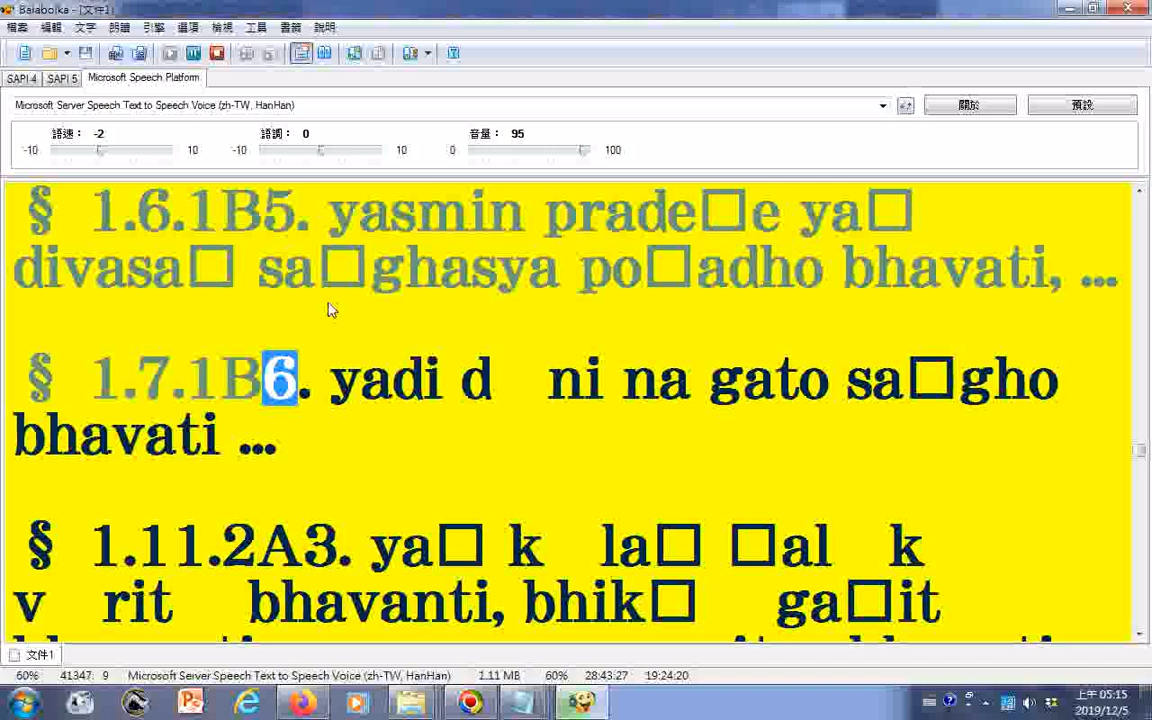 Balabolka - [文件1]
檔案 編輯 文字 朗讀 引擎 選項 檢視 工具 書籤 說明
SAPI 4 SAPI 5 Microsoft Speech Platform
Microsoft Server Speech Text to Speech Voice (zh-TW, HanHan) 關於 預設
語速： -2 語調： 0 音量： 95
-10 10 -10 10 0 100
§ 1.6.1B5. yasmin prade□e ya□
divasa□ sa□ghasya po□adho bhavati, ...
§ 1.7.1B6. yadi d ni na gato sa□gho
bhavati ...
§ 1.11.2A3. ya□ k la□ □al k
v rit bhavanti, bhik□ ga□it
文件1
60% 41347: 9 Microsoft Server Speech Text to Speech Voice (zh-TW, HanHan) 1.11 MB 60% 28:43:27 19:24:20
上午 05:15
2019/12/5